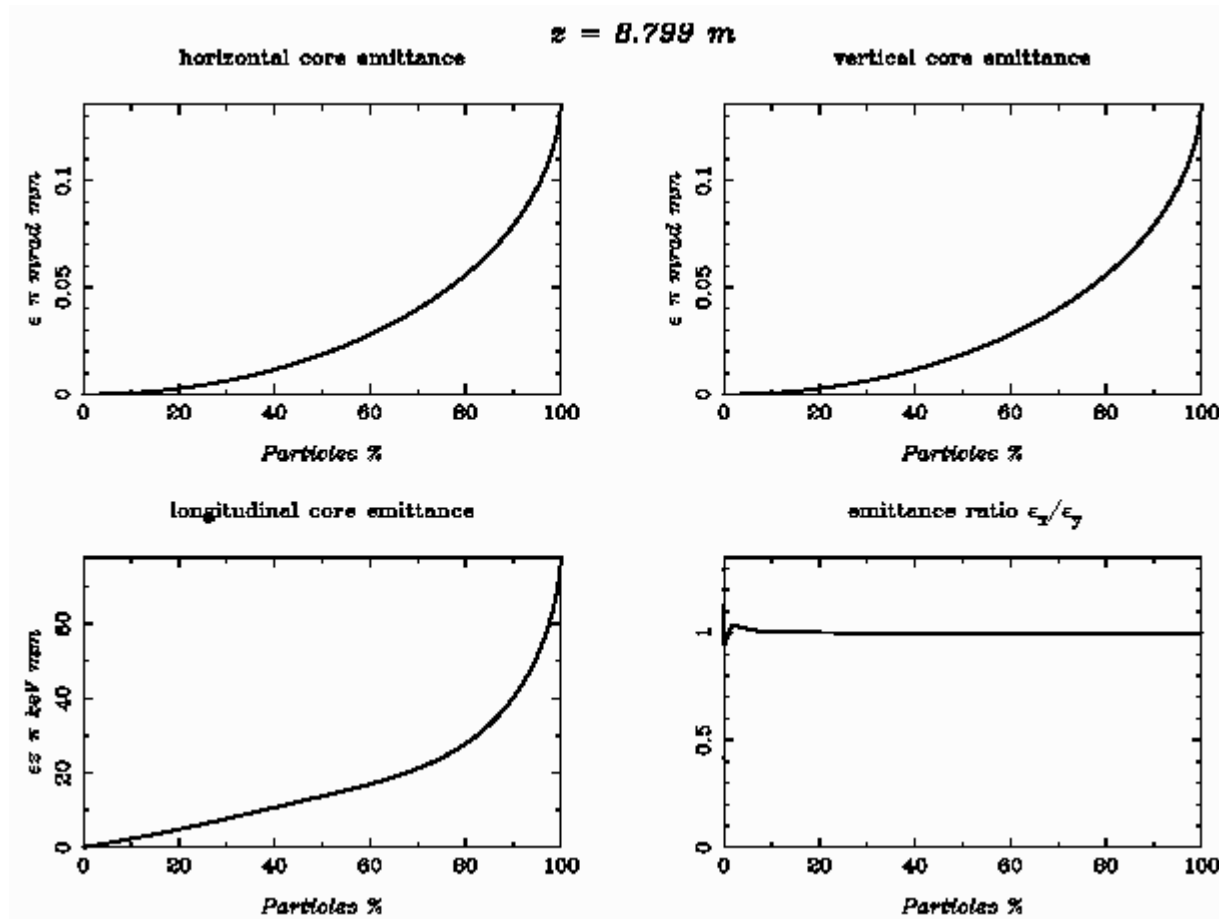 z = 8.799 m
horizontal core emittance
0.1
0.05
0
ε π mrad mm
0 20 40 60 80 100
Particles %
vertical core emittance
0.1
0.05
0
ε π mrad mm
0 20 40 60 80 100
Particles %
longitudinal core emittance
60
40
20
0
εz π keV mm
0 20 40 60 80 100
Particles %
emittance ratio εx/εy
1
0.5
0
0 20 40 60 80 100
Particles %